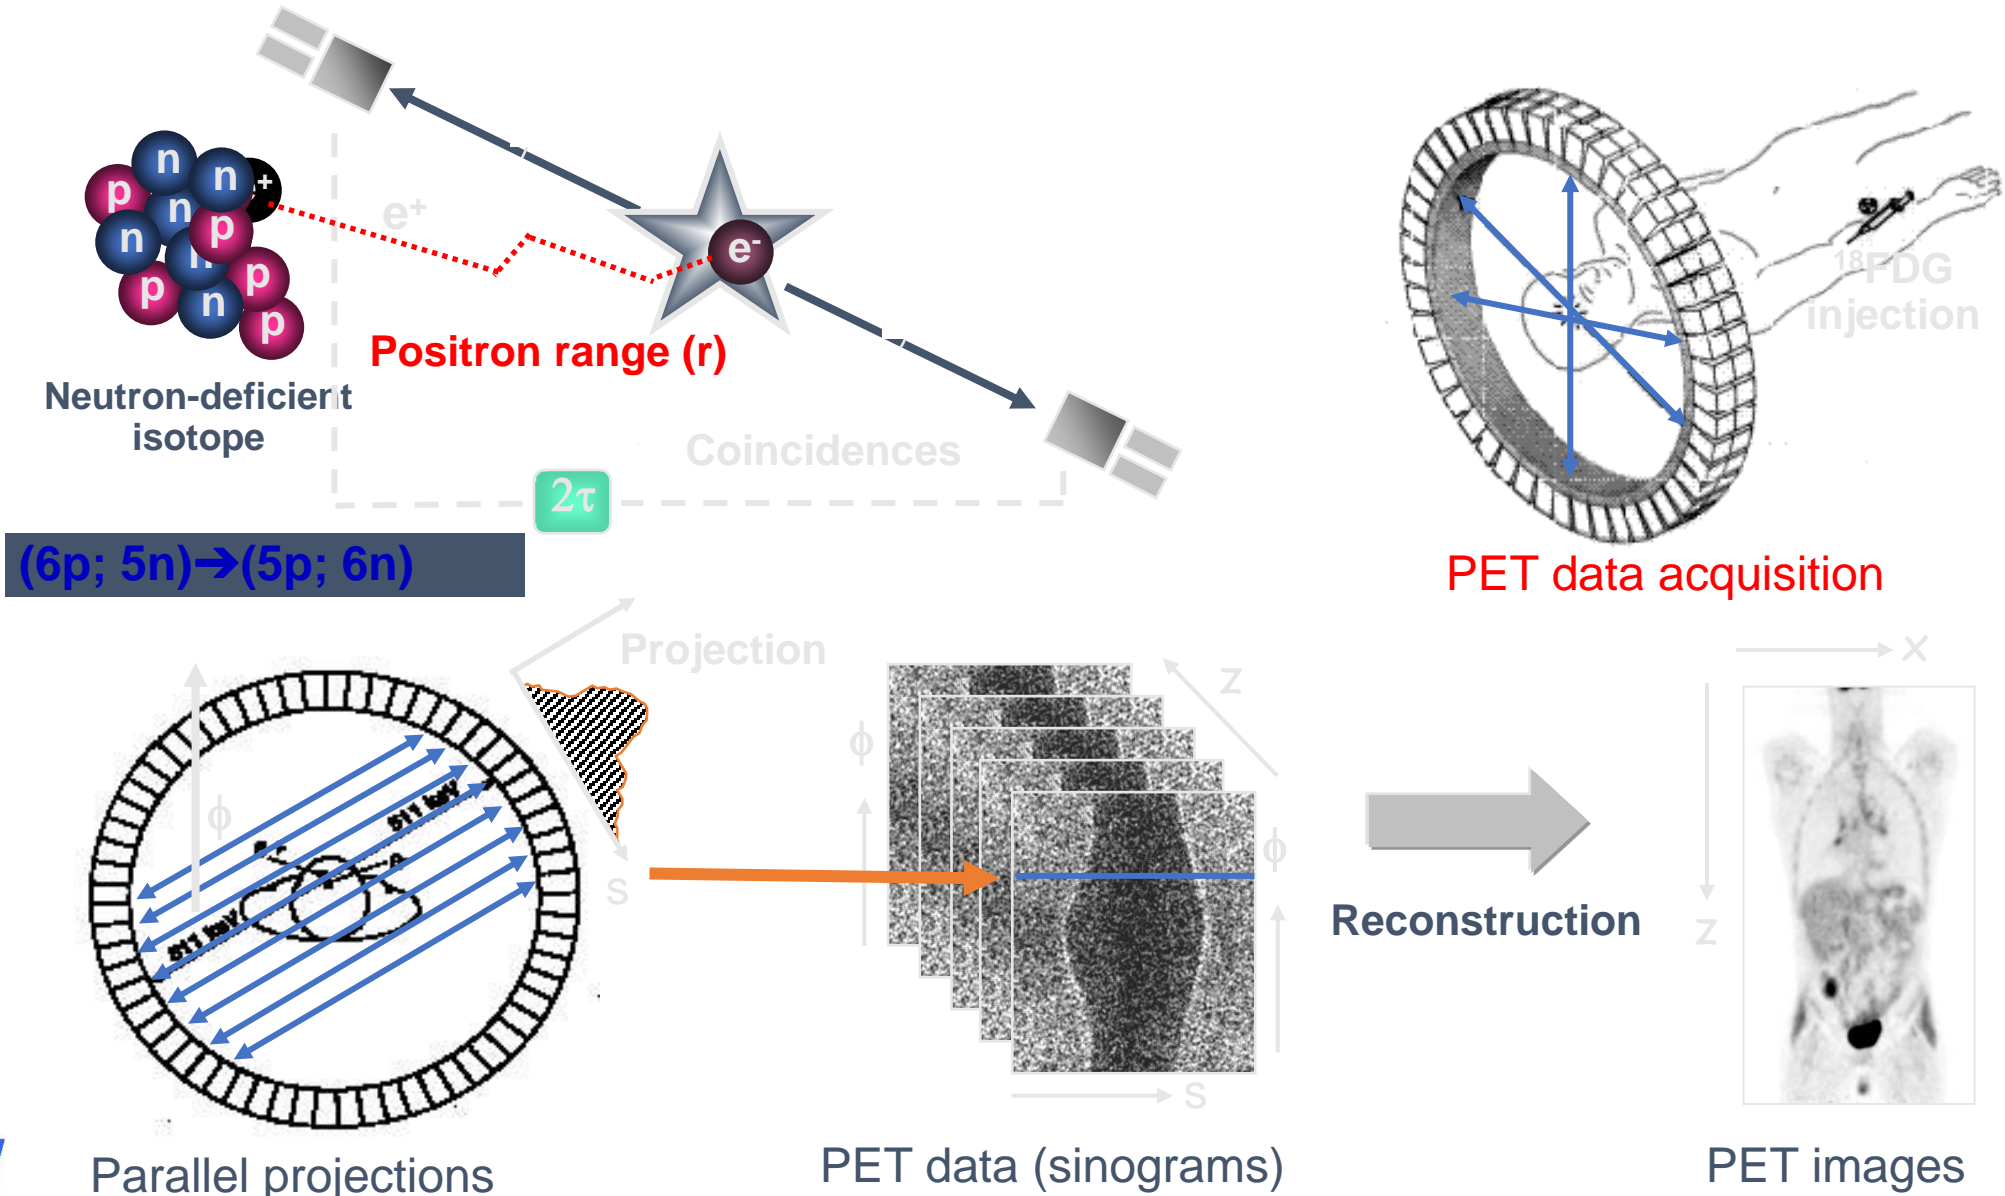 n
n
+
p
n
p
n
n
p
p
n
p
e+
e-
Positron range (r)
Neutron-deficient
isotope
Coincidences
2τ
(6p; 5n)➔(5p; 6n)
18FDG
injection
PET data acquisition
Projection
ϕ
511 keV
511 keV
s
Parallel projections
z
ϕ
ϕ
s
PET data (sinograms)
Reconstruction
x
z
PET images